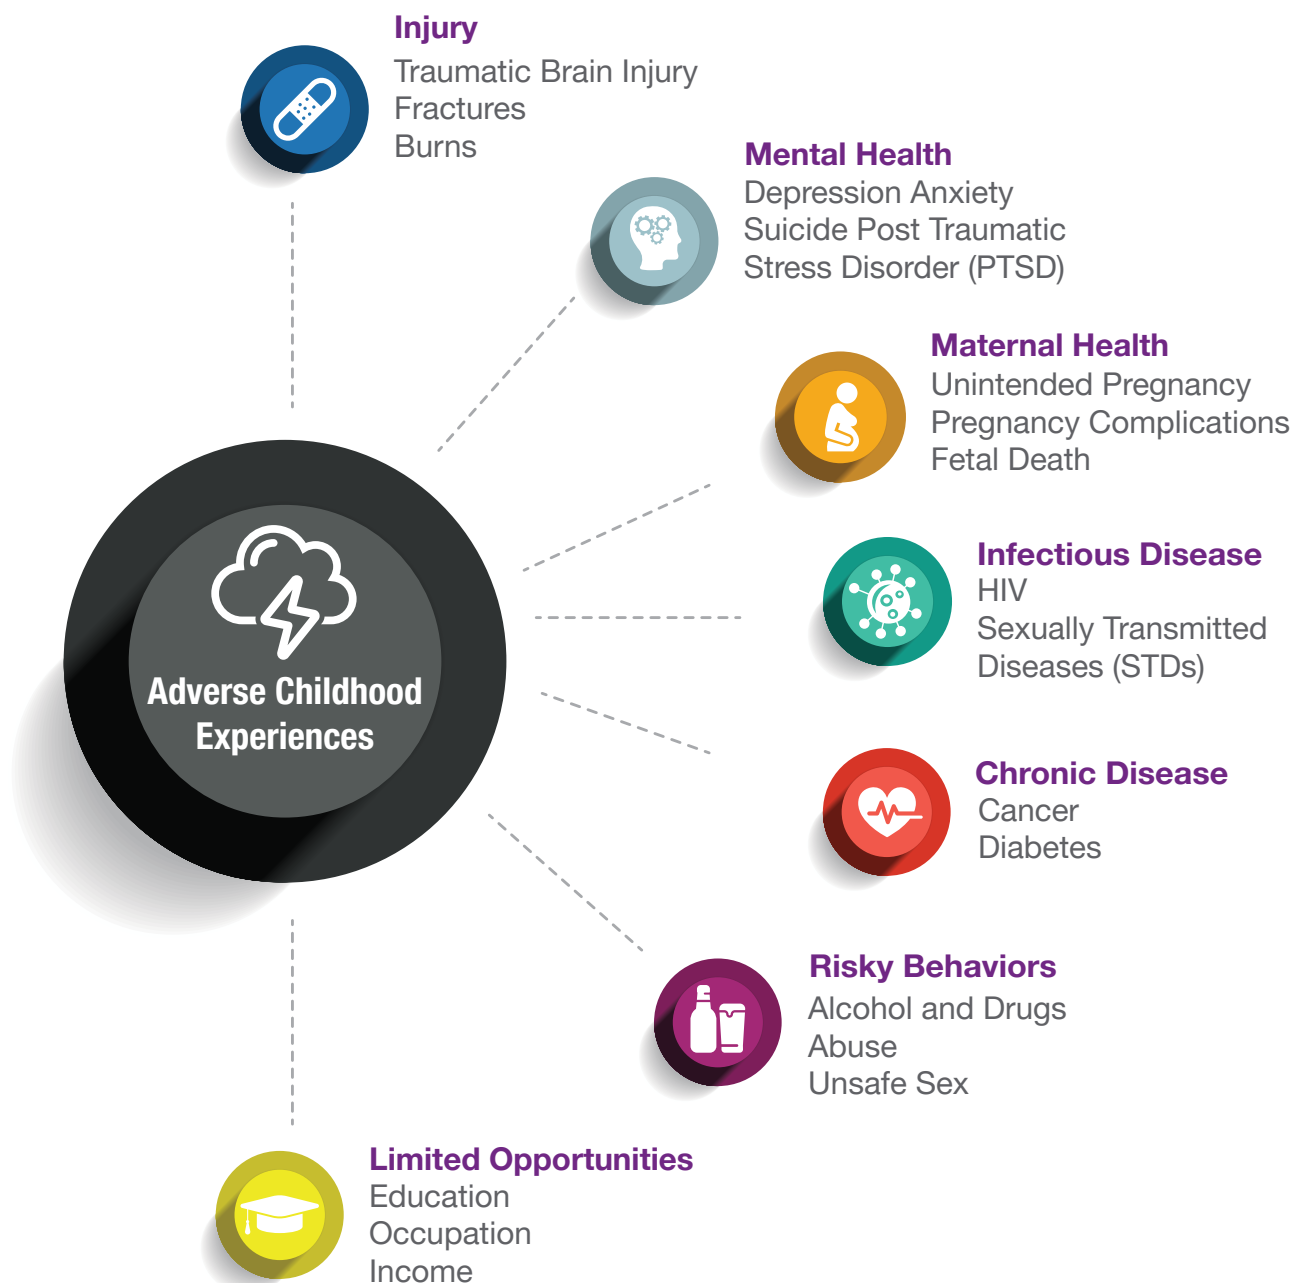 Injury
Traumatic Brain Injury
Fractures
Burns
Mental Health
Depression Anxiety
Suicide Post Traumatic
Stress Disorder (PTSD)
Maternal Health
Unintended Pregnancy
Pregnancy Complications
Fetal Death
Infectious Disease
HIV
Sexually Transmitted
Diseases (STDs)
Adverse Childhood
Experiences
Chronic Disease
Cancer
Diabetes
Risky Behaviors
Alcohol and Drugs
Abuse
Unsafe Sex
Limited Opportunities
Education
Occupation
Income